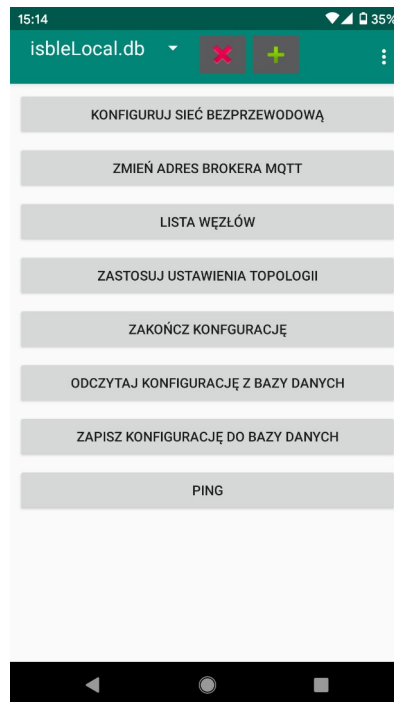 15:14
35%
isbleLocal.db
KONFIGURUJ SIEĆ BEZPRZEWODOWĄ
ZMIEŃ ADRES BROKERA MQTT
LISTA WĘZŁÓW
ZASTOSUJ USTAWIENIA TOPOLOGII
ZAKOŃCZ KONFGURACJĘ
ODCZYTAJ KONFIGURACJĘ Z BAZY DANYCH
ZAPISZ KONFIGURACJĘ DO BAZY DANYCH
PING